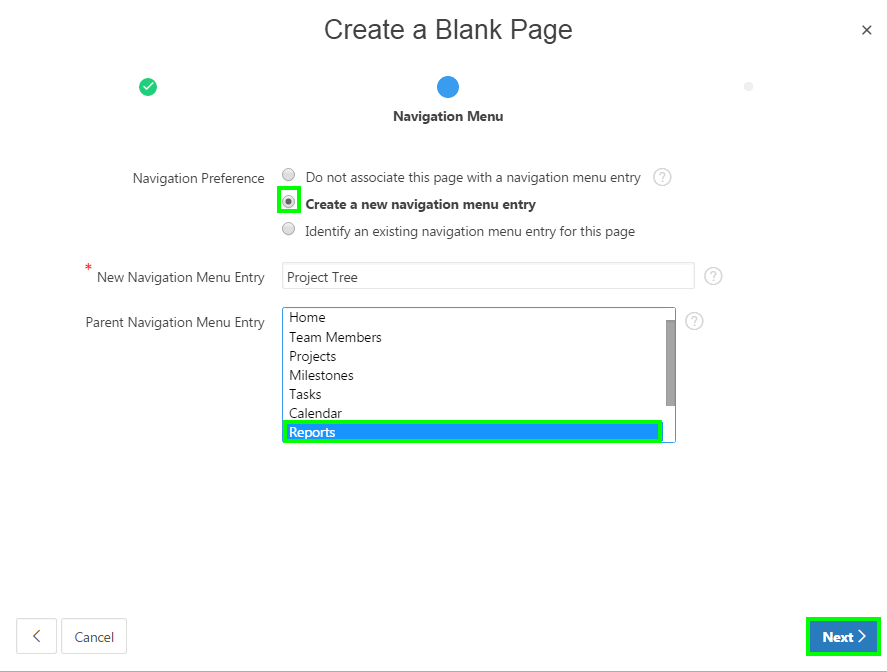 Create a Blank Page
×
Navigation Menu
Navigation Preference
Do not associate this page with a navigation menu entry ?
Create a new navigation menu entry
Identify an existing navigation menu entry for this page
* New Navigation Menu Entry Project Tree ?
Parent Navigation Menu Entry ?
Home
Team Members
Projects
Milestones
Tasks
Calendar
Reports
< Cancel Next >